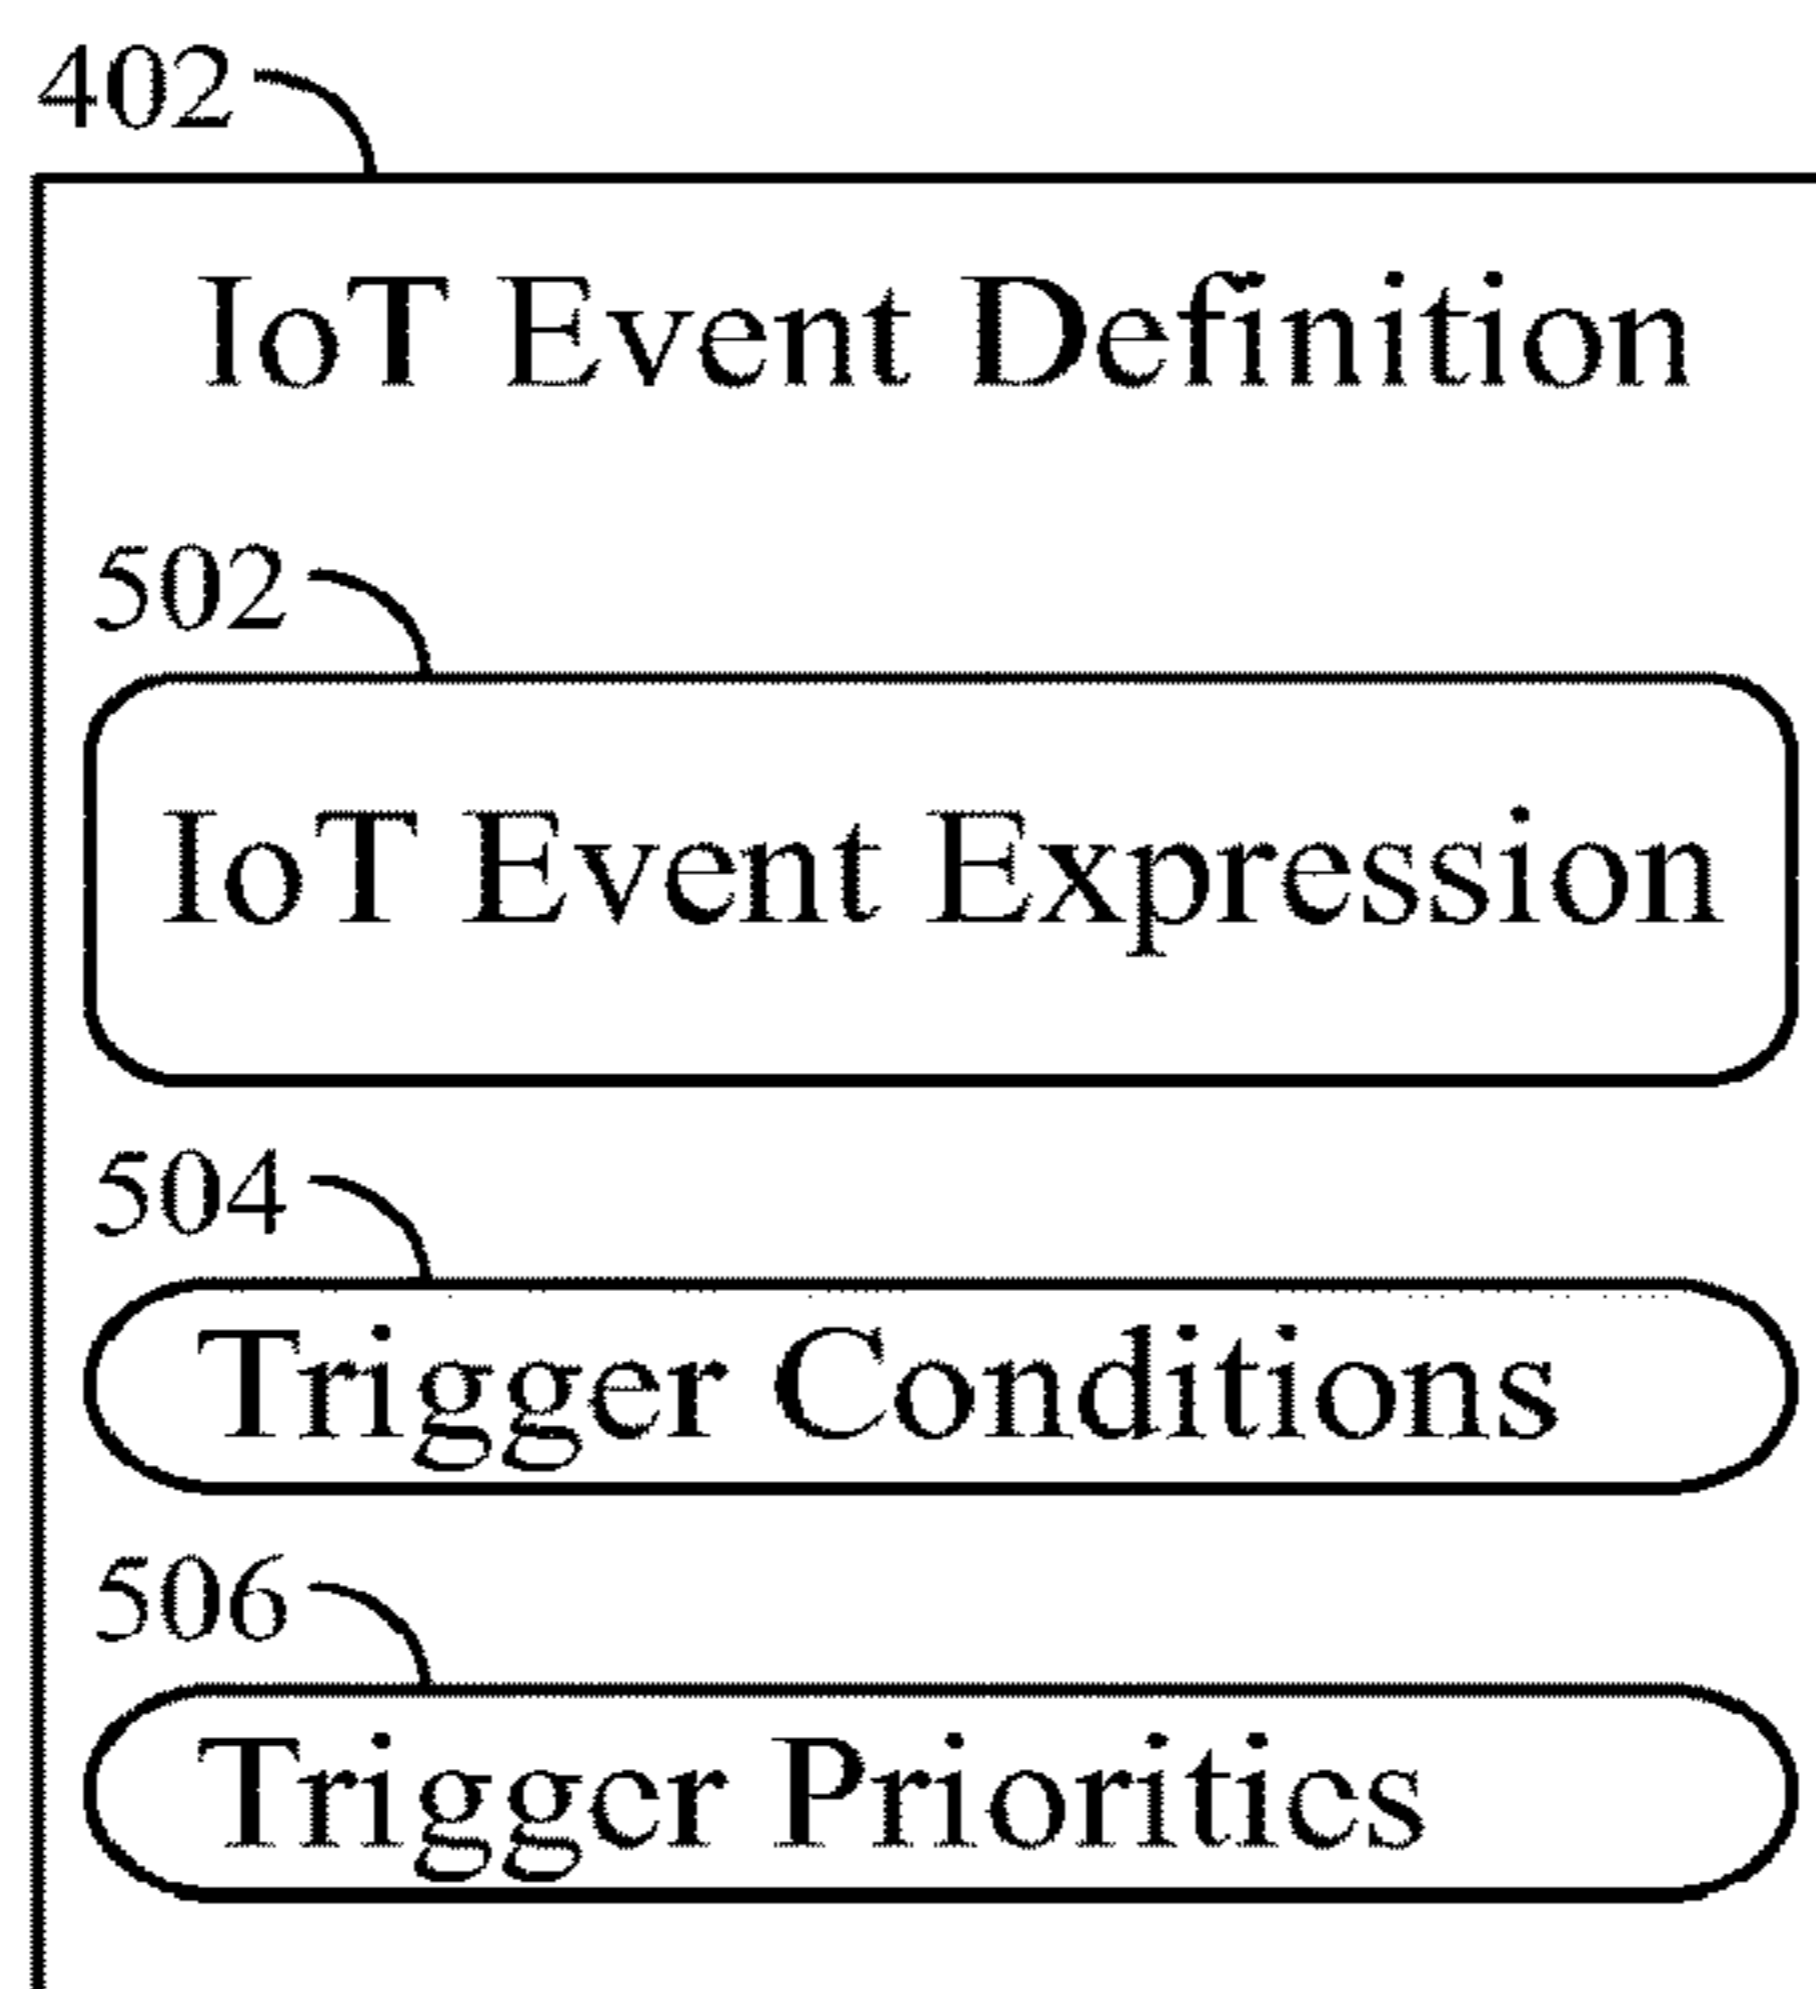 402
IoT Event Definition
502
IoT Event Expression
504
Trigger Conditions
506
Trigger Priorities